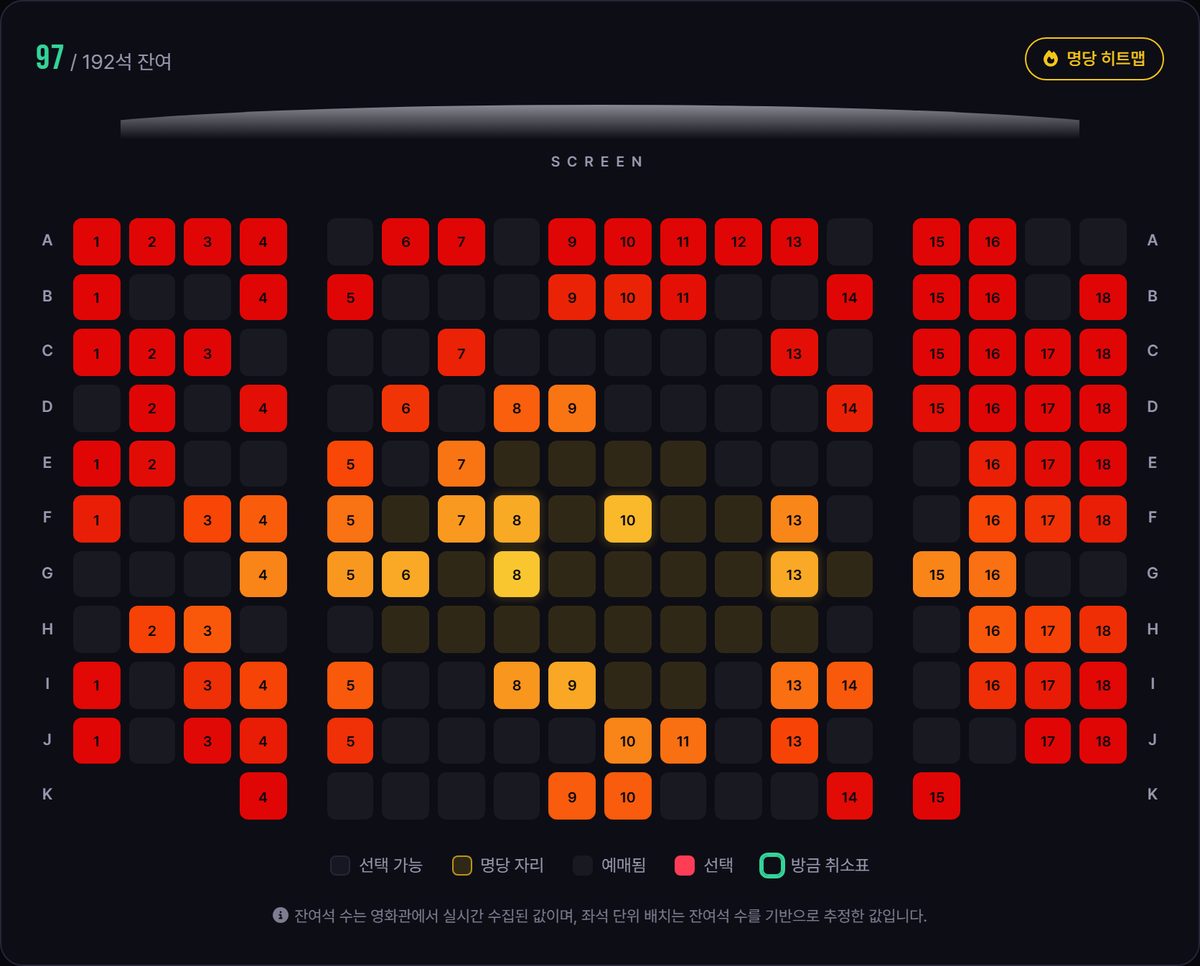 97 / 192석 잔여
명당 히트맵
SCREEN
A 1 2 3 4 6 7 9 10 11 12 13 15 16 A
B 1 4 5 9 10 11 14 15 16 18 B
C 1 2 3 7 13 15 16 17 18 C
D 2 4 6 8 9 14 15 16 17 18 D
E 1 2 5 7 16 17 18 E
F 1 3 4 5 7 8 10 13 16 17 18 F
G 4 5 6 8 13 15 16 G
H 2 3 16 17 18 H
I 1 3 4 5 8 9 13 14 16 17 18 I
J 1 3 4 5 10 11 13 17 18 J
K 4 9 10 14 15 K
선택 가능 명당 자리 예매됨 선택 방금 취소표
잔여석 수는 영화관에서 실시간 수집된 값이며, 좌석 단위 배치는 잔여석 수를 기반으로 추정한 값입니다.